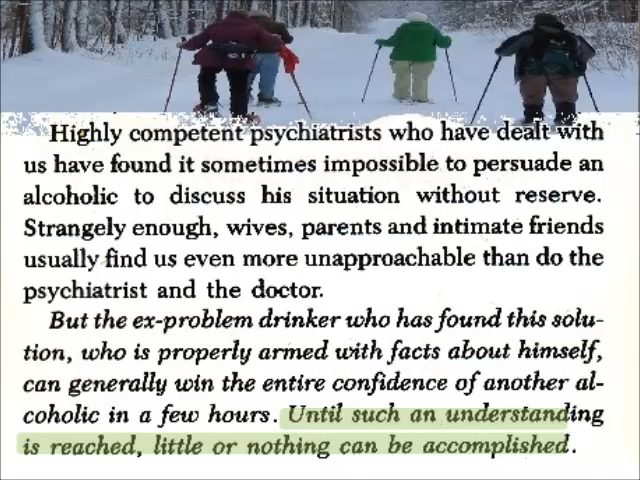 Highly competent psychiatrists who have dealt with
us have found it sometimes impossible to persuade an
alcoholic to discuss his situation without reserve.
Strangely enough, wives, parents and intimate friends
usually find us even more unapproachable than do the
psychiatrist and the doctor.
But the ex-problem drinker who has found this solu-
tion, who is properly armed with facts about himself,
can generally win the entire confidence of another al-
coholic in a few hours. Until such an understanding
is reached, little or nothing can be accomplished.